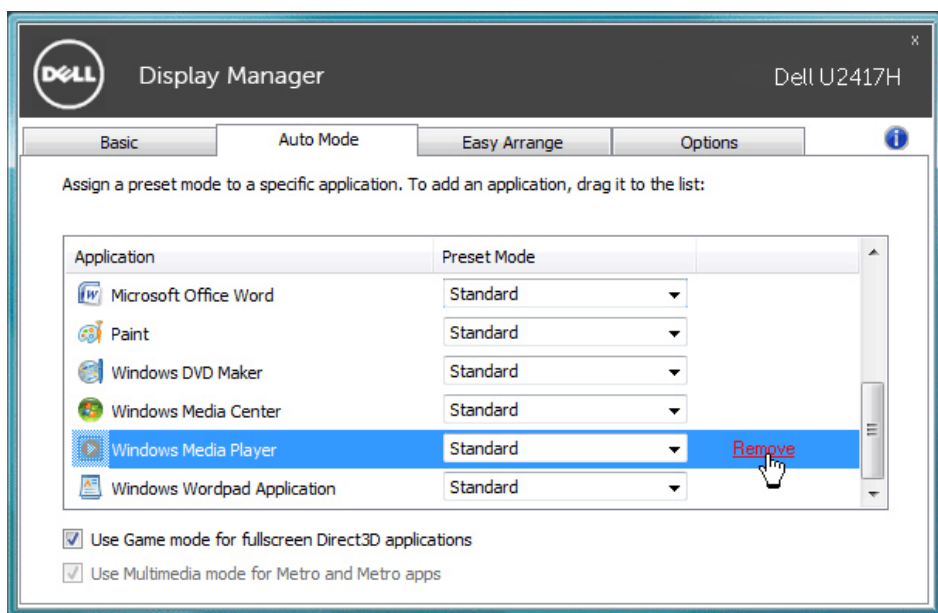 x
DELL Display Manager Dell U2417H
Basic Auto Mode Easy Arrange Options
Assign a preset mode to a specific application. To add an application, drag it to the list:
Application Preset Mode
Microsoft Office Word Standard
Paint Standard
Windows DVD Maker Standard
Windows Media Center Standard
Windows Media Player Standard Remove
Windows Wordpad Application Standard
Use Game mode for fullscreen Direct3D applications
Use Multimedia mode for Metro and Metro apps